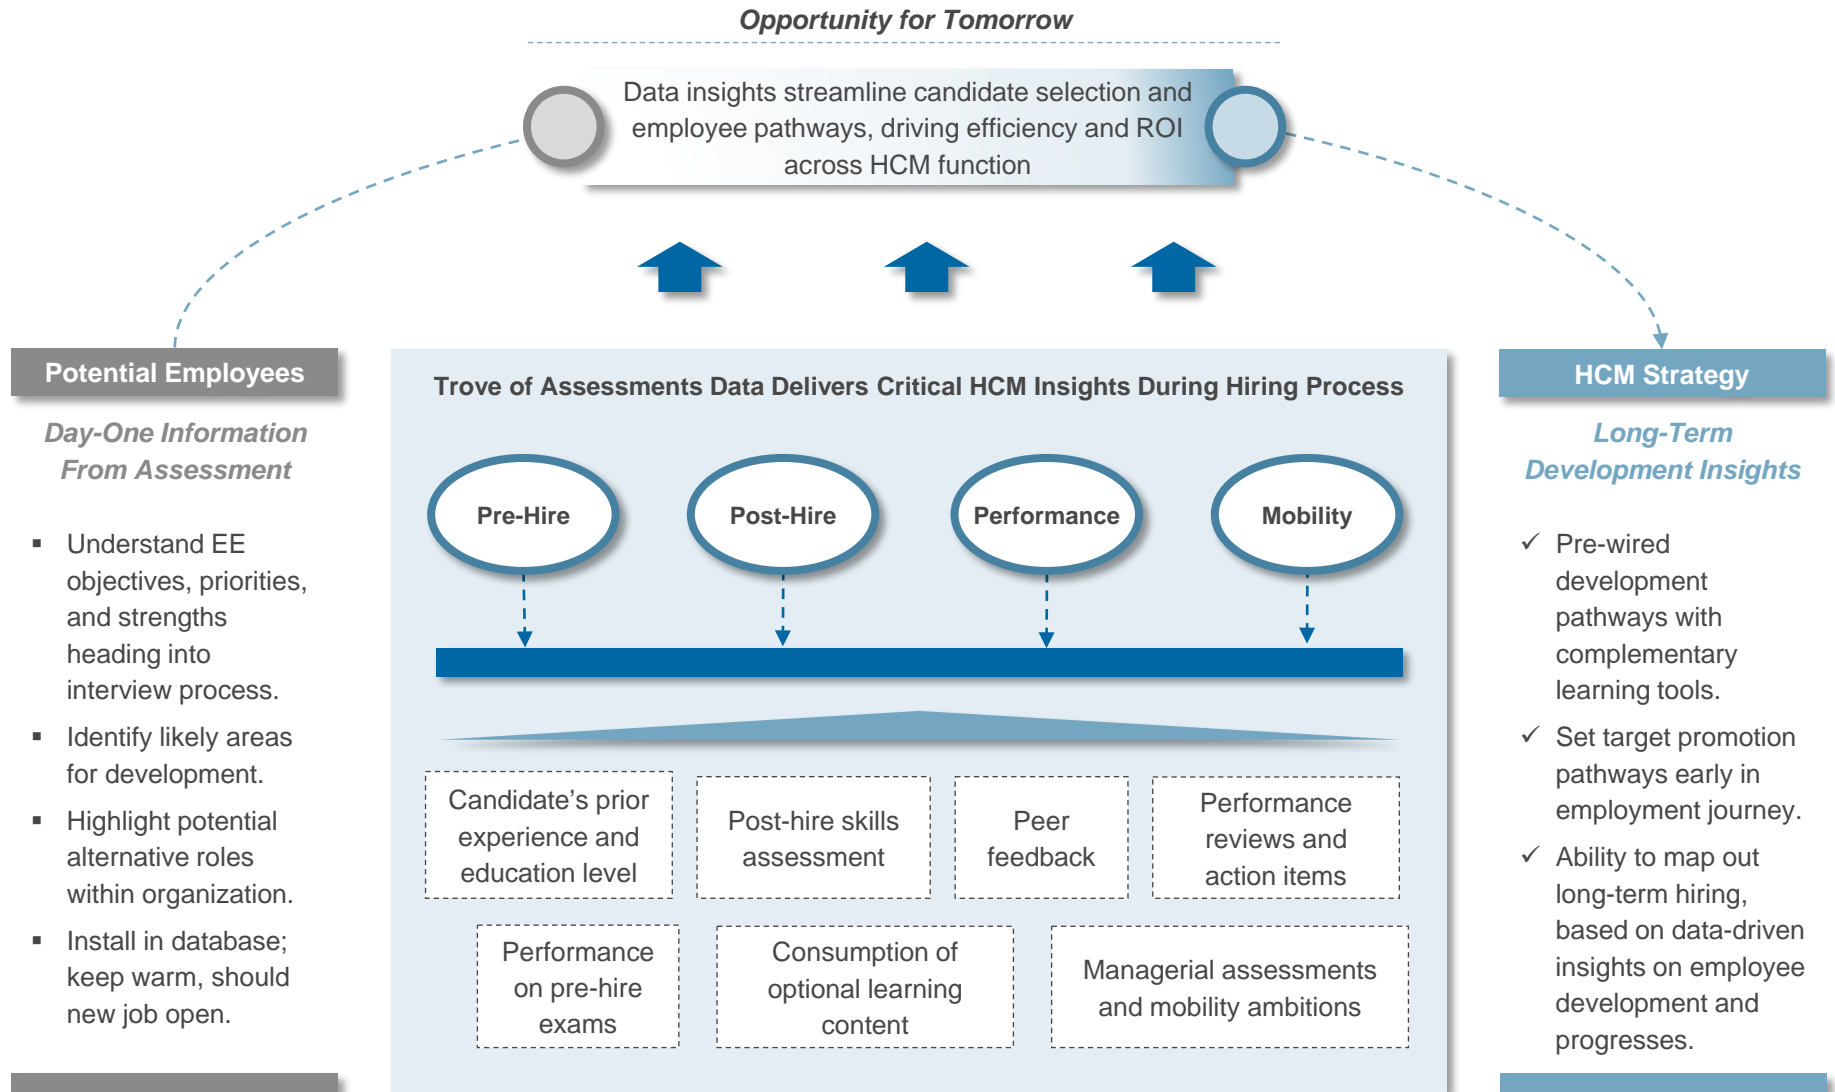 Opportunity for Tomorrow
Data insights streamline candidate selection and
employee pathways, driving efficiency and ROI
across HCM function
Potential Employees
Day-One Information
From Assessment
▪ Understand EE
objectives, priorities,
and strengths
heading into
interview process.
▪ Identify likely areas
for development.
▪ Highlight potential
alternative roles
within organization.
▪ Install in database;
keep warm, should
new job open.
Trove of Assessments Data Delivers Critical HCM Insights During Hiring Process
Pre-Hire
Post-Hire
Performance
Mobility
Candidate’s prior
experience and
education level
Post-hire skills
assessment
Peer
feedback
Performance
reviews and
action items
Performance
on pre-hire
exams
Consumption of
optional learning
content
Managerial assessments
and mobility ambitions
HCM Strategy
Long-Term
Development Insights
✓ Pre-wired
development
pathways with
complementary
learning tools.
✓ Set target promotion
pathways early in
employment journey.
✓ Ability to map out
long-term hiring,
based on data-driven
insights on employee
development and
progresses.